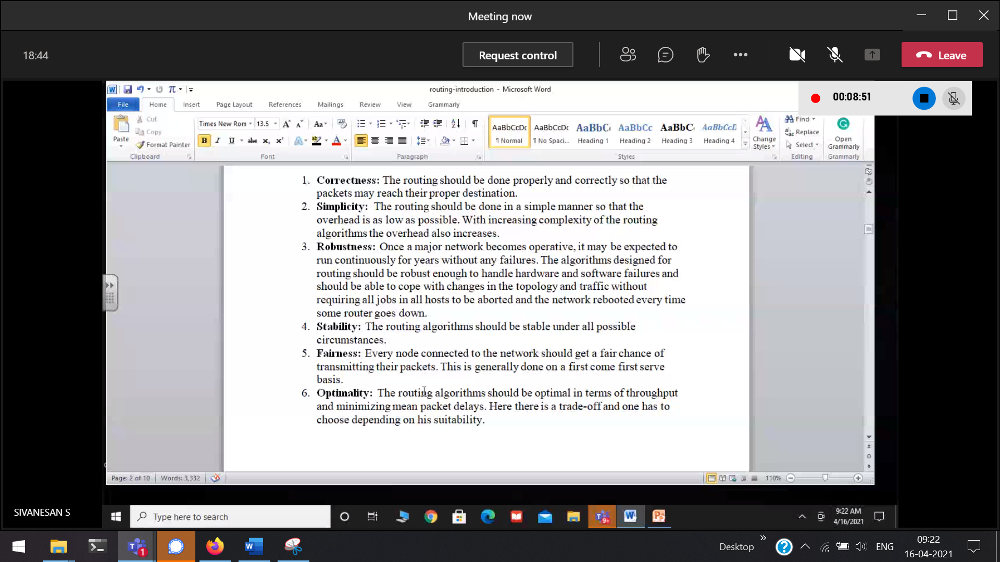 Meeting now
18:44
Request control
Leave
routing-introduction - Microsoft Word
00:08:51
File Home Insert Page Layout References Mailings Review View Grammarly
Cut
Copy
Format Painter
Paste
Clipboard
Times New Rom 13.5
Font
Paragraph
AaBbCcDc AaBbCcDc AaBbC AaBbCc AaBbC AaBbCcD
¶ Normal ¶ No Spaci... Heading 1 Heading 2 Heading 3 Heading 4
Change Styles
Styles
Find
Replace
Select
Editing
Open Grammarly
Grammarly
1. Correctness: The routing should be done properly and correctly so that the
packets may reach their proper destination.
2. Simplicity: The routing should be done in a simple manner so that the
overhead is as low as possible. With increasing complexity of the routing
algorithms the overhead also increases.
3. Robustness: Once a major network becomes operative, it may be expected to
run continuously for years without any failures. The algorithms designed for
routing should be robust enough to handle hardware and software failures and
should be able to cope with changes in the topology and traffic without
requiring all jobs in all hosts to be aborted and the network rebooted every time
some router goes down.
4. Stability: The routing algorithms should be stable under all possible
circumstances.
5. Fairness: Every node connected to the network should get a fair chance of
transmitting their packets. This is generally done on a first come first serve
basis.
6. Optimality: The routing algorithms should be optimal in terms of throughput
and minimizing mean packet delays. Here there is a trade-off and one has to
choose depending on his suitability.
Page: 2 of 10 Words: 3,332
110%
SIVANESAN S
Type here to search
9+
9:22 AM
4/16/2021
1
Desktop
ENG
09:22
16-04-2021